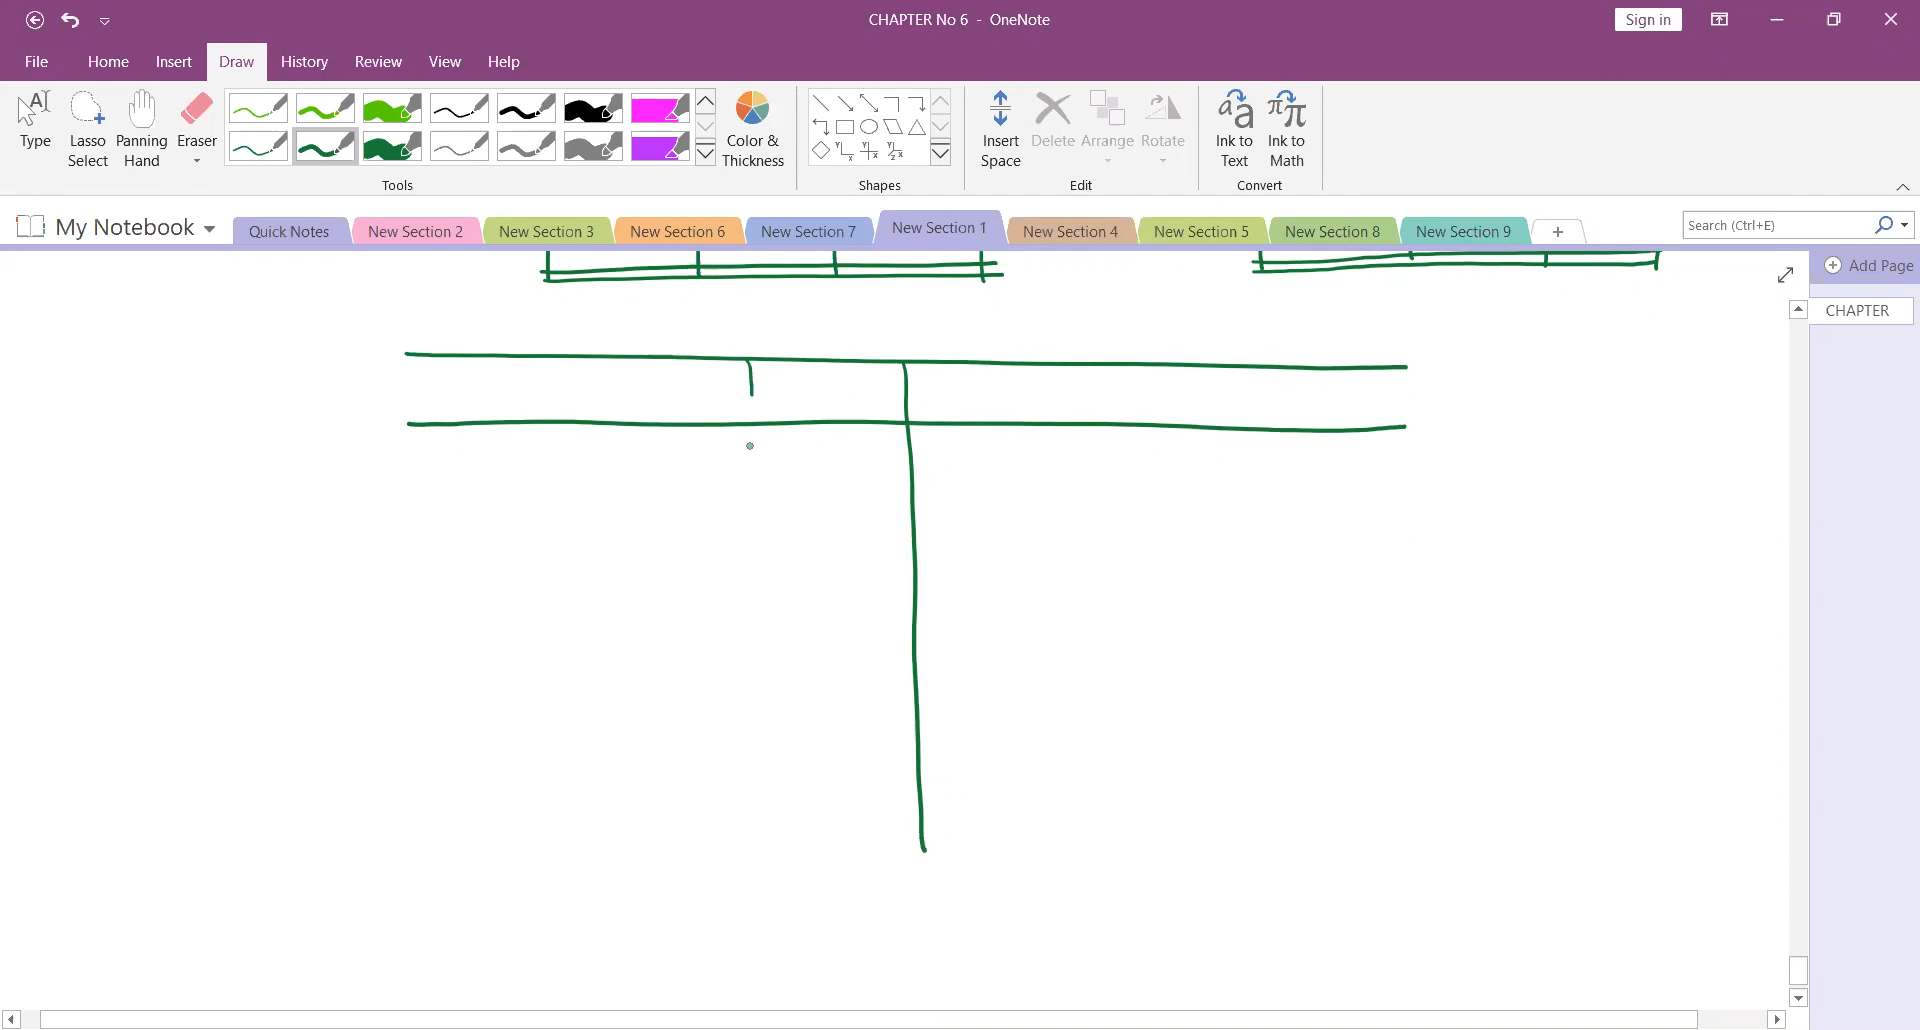 CHAPTER No 6 - OneNote
Sign in
File Home Insert Draw History Review View Help
Type
Lasso Select
Panning Hand
Eraser
Color & Thickness
Insert Space
Delete
Arrange
Rotate
Ink to Text
Ink to Math
Tools
Shapes
Edit
Convert
My Notebook
Quick Notes
New Section 2
New Section 3
New Section 6
New Section 7
New Section 1
New Section 4
New Section 5
New Section 8
New Section 9
Search (Ctrl+E)
Add Page
CHAPTER